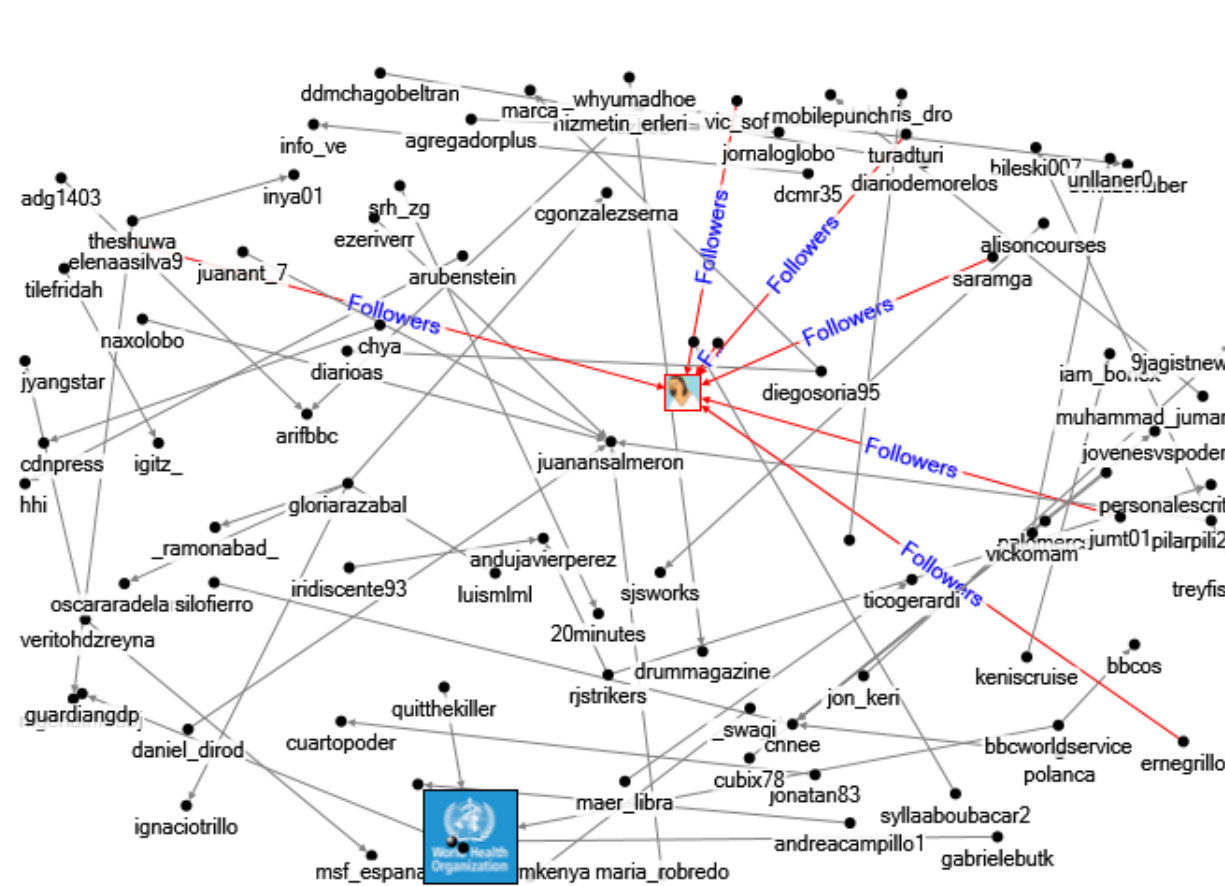 ddmchagobeltran
marca_
whyumadhoe
nizmetin_erleri
vic_sof
mobilepunch
ris_dro
info_ve
agregadorplus
jornaloglobo
turadturi
bileski007
unllaner0
uber
adg1403
inya01
srh_zg
cgonzalezserna
dcmr35
diariodemorelos
theshuwa
ezeriverr
alisoncourses
elenaasilva9
juanant_7
arubenstein
saramga
tilefridah
Followers
Followers
Followers
Followers
naxolobo
chya
F...
9jagistnew
jyangstar
diarioas
diegosoria95
muhammad_jumar
arifbbc
cdnpress
igitz_
juanansalmeron
Followers
jovenesvspoder
hhi
gloriarazabal
personalescrit
_ramonabad_
andujavierperez
vickomam
jumt01
pilarpili2
iridiscente93
luismlml
sjsworks
Followers
ticogerardi
treyfis
oscararadela
silofierro
veritohdzreyna
20minutes
drummagazine
keniscruise
bbcos
rjstrikers
jon_keri
guardiangdp
quitthekiller
daniel_dirod
cuartopoder
_swagi
cnnee
bbcworldservice
ernegrillo
cubix78
polanca
jonatan83
maer_libra
ignaciotrillo
syllaaboubacar2
andreacampillo1
World Health
Organization
gabrielebutk
msf_espana
mkenya
maria_robredo